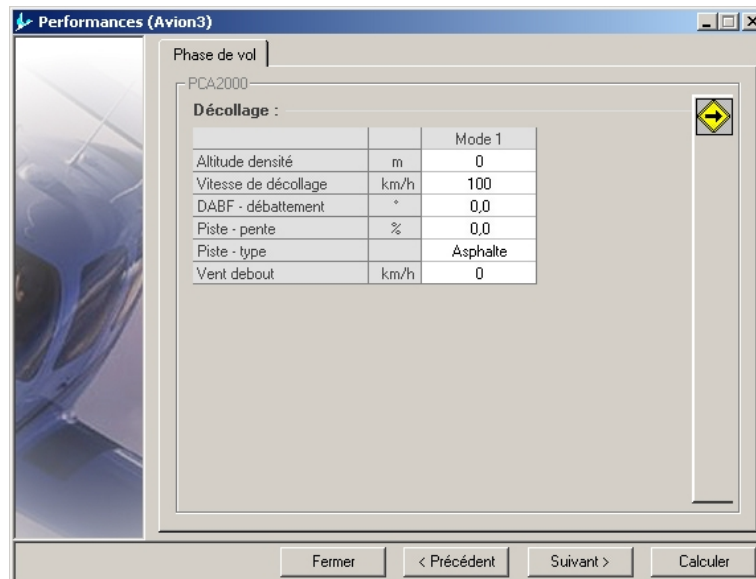 Performances (Avion3)
Phase de vol
PCA2000
Décollage :
Mode 1
Altitude densité m 0
Vitesse de décollage km/h 100
DABF - débattement ° 0,0
Piste - pente % 0,0
Piste - type Asphalte
Vent debout km/h 0
Fermer < Précédent Suivant > Calculer